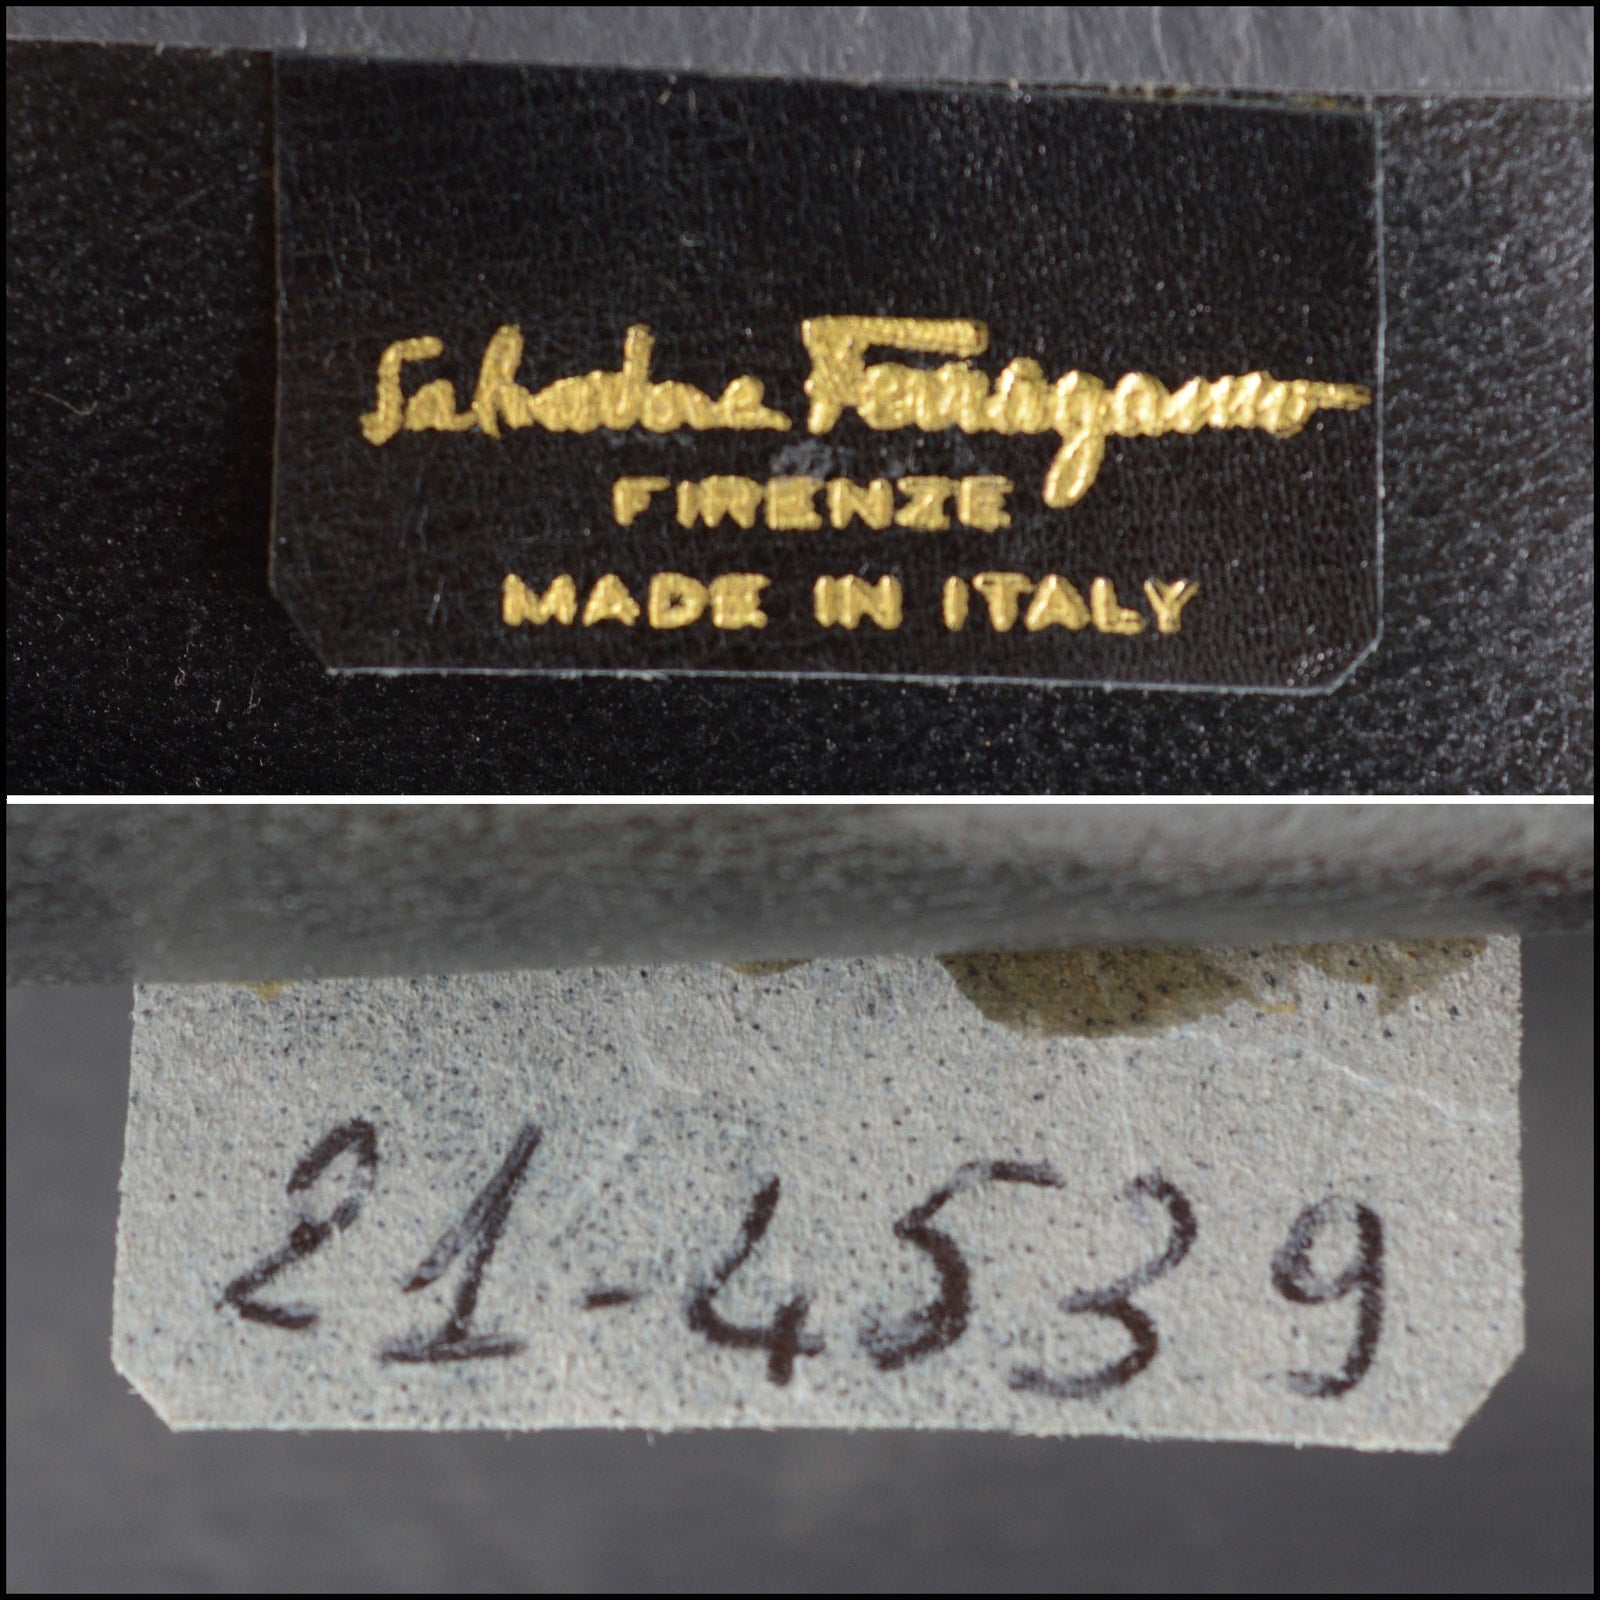 Salvatore Ferragamo
FIRENZE
MADE IN ITALY
21-4539